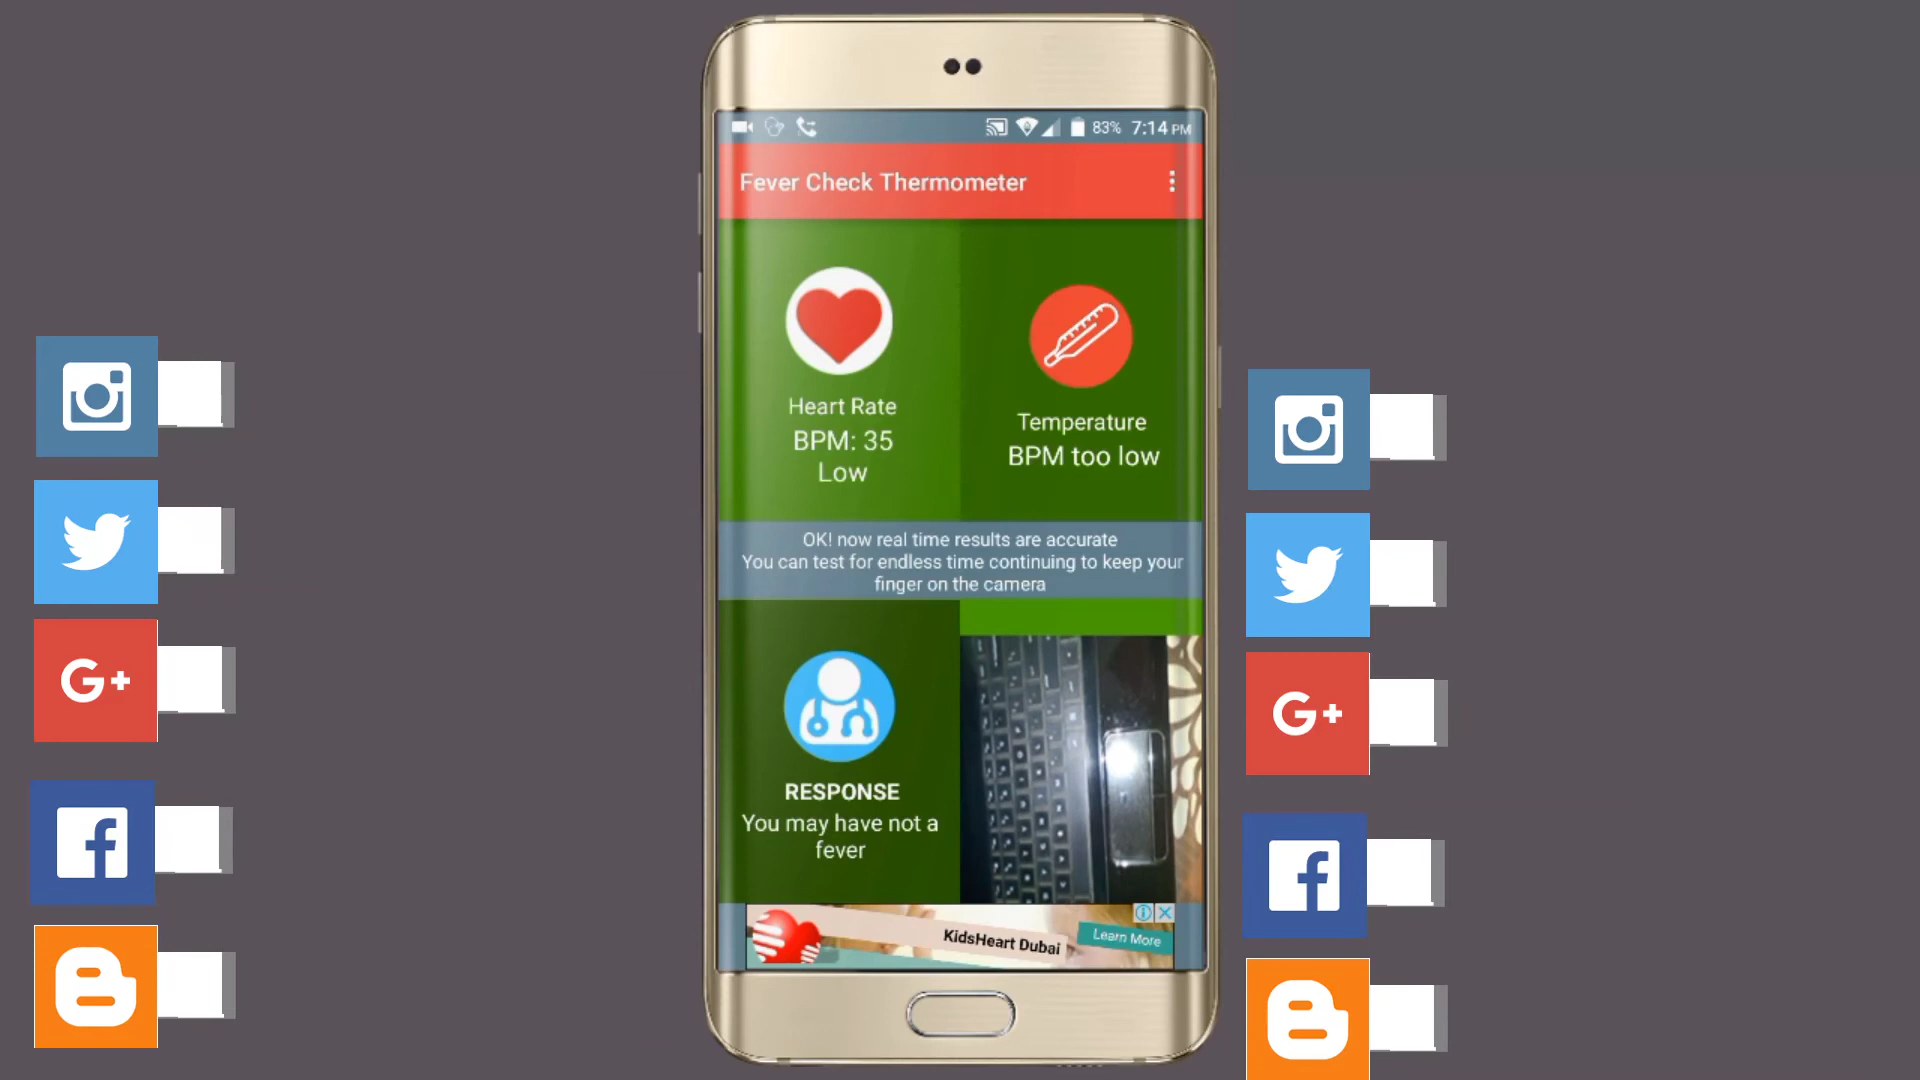 83% 7:14 PM
Fever Check Thermometer
Heart Rate
BPM: 35
Low
Temperature
BPM too low
OK! now real time results are accurate
You can test for endless time continuing to keep your
finger on the camera
RESPONSE
You may have not a
fever
KidsHeart Dubai
Learn More
G+
G+